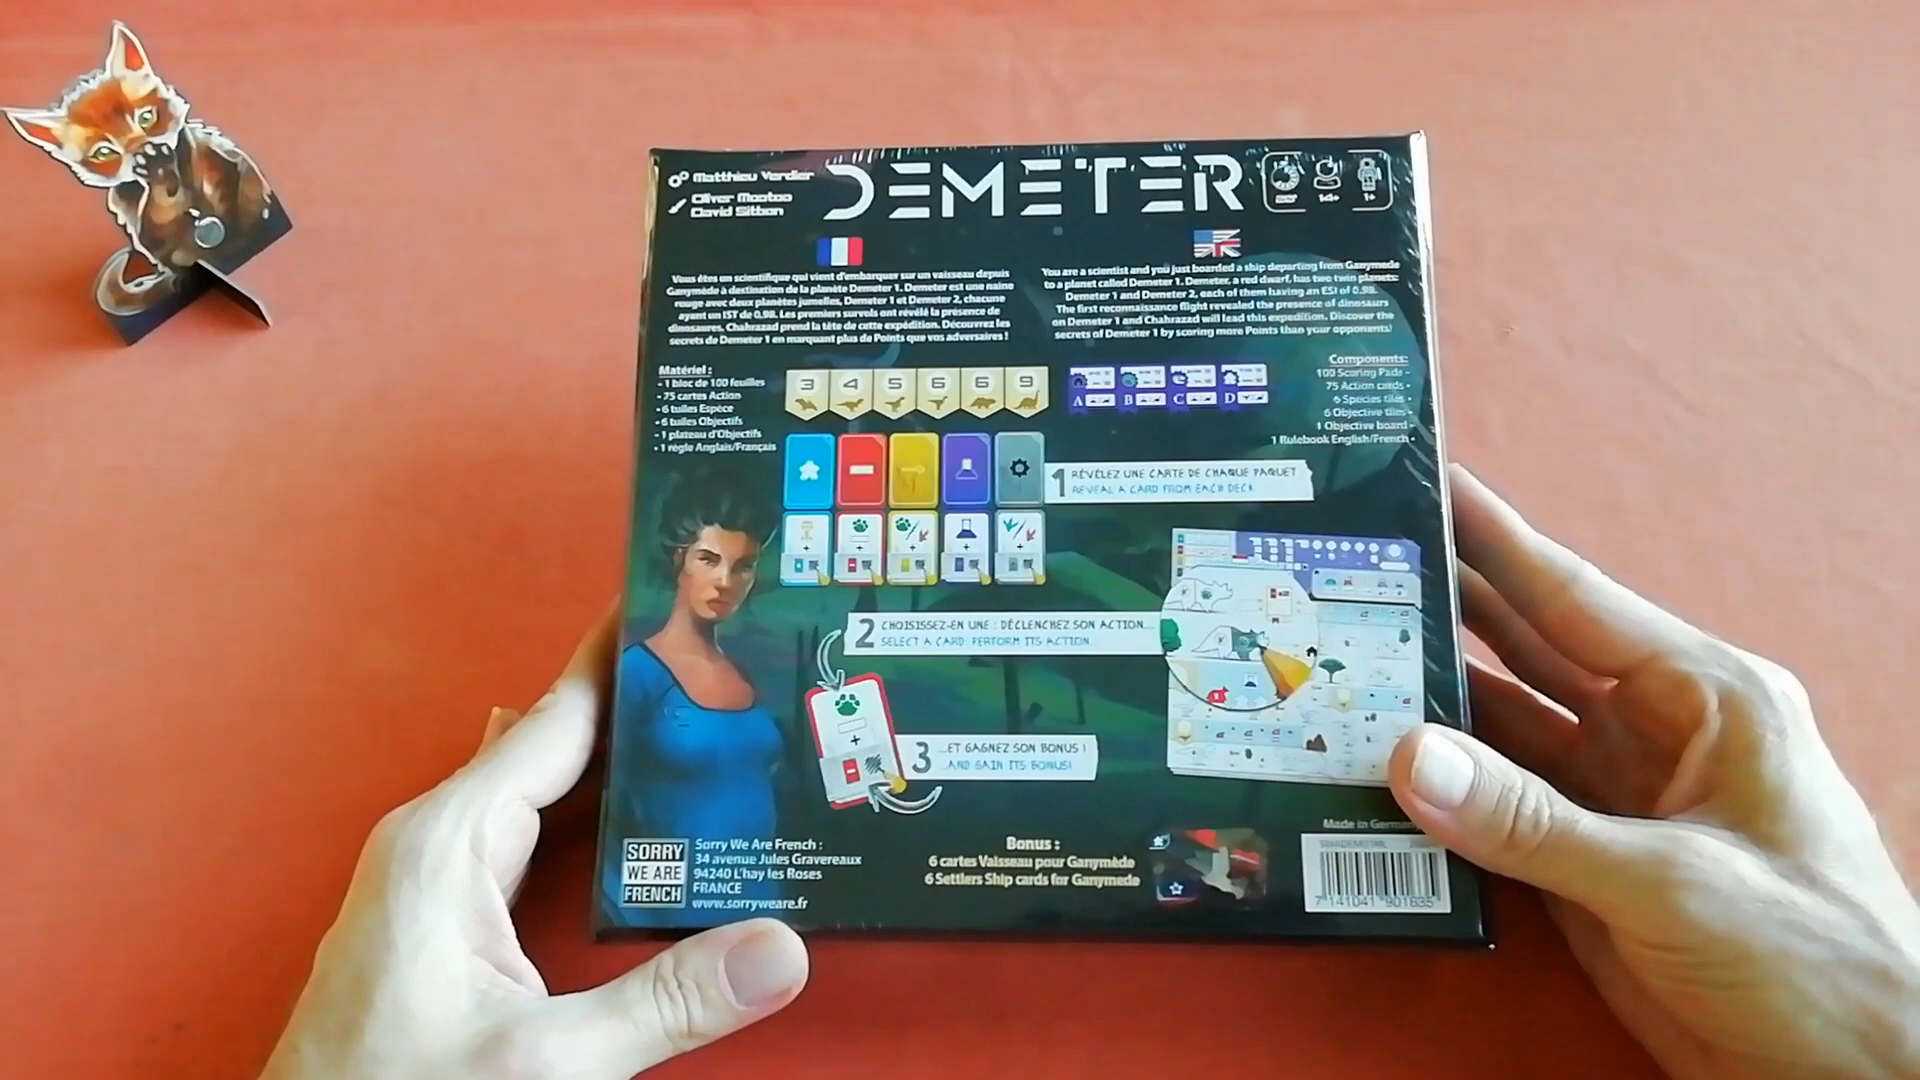 Matthieu Verdier
Oliver Mootoo
David Sitbon
DEMETER
14+
1+
Vous êtes un scientifique qui vient d'embarquer sur un vaisseau depuis
Ganymède à destination de la planète Demeter 1. Demeter est une naine
rouge avec deux planètes jumelles, Demeter 1 et Demeter 2, chacune
ayant un IST de 0,98. Les premiers survols ont révélé la présence de
dinosaures. Chahrazad prend la tête de cette expédition. Découvrez les
secrets de Demeter 1 en marquant plus de Points que vos adversaires !
You are a scientist and you just boarded a ship departing from Ganymede
to a planet called Demeter 1. Demeter, a red dwarf, has two twin planets:
Demeter 1 and Demeter 2, each of them having an ESI of 0.98.
The first reconnaissance flight revealed the presence of dinosaurs
on Demeter 1 and Chahrazad will lead this expedition. Discover the
secrets of Demeter 1 by scoring more Points than your opponents!
Matériel :
- 1 bloc de 100 feuilles
- 75 cartes Action
- 6 tuiles Espèce
- 6 tuiles Objectifs
- 1 plateau d'Objectifs
- 1 règle Anglais/Français
3 4 5 6 6 9
A B C D
Components:
100 Scoring Pads -
75 Action cards -
6 Species tiles -
6 Objective tiles -
1 Objective board -
1 Rulebook English/French -
1 RÉVÉLEZ UNE CARTE DE CHAQUE PAQUET
REVEAL A CARD FROM EACH DECK
2 CHOISISSEZ-EN UNE : DÉCLENCHEZ SON ACTION...
SELECT A CARD: PERFORM ITS ACTION...
3 ...ET GAGNEZ SON BONUS !
...AND GAIN ITS BONUS!
SORRY
WE ARE
FRENCH
Sorry We Are French :
34 avenue Jules Gravereaux
94240 L'hay les Roses
FRANCE
www.sorryweare.fr
Bonus :
6 cartes Vaisseau pour Ganymède
6 Settlers Ship cards for Ganymede
Made in
7 141041 901635